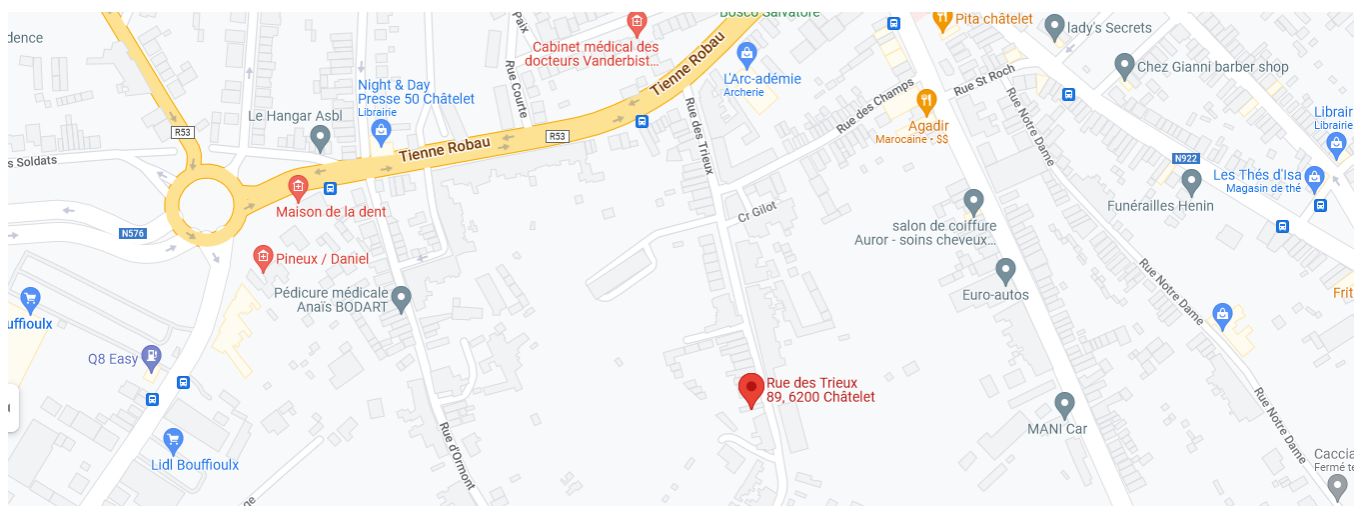 Bosco Salvatore
Pita châtelet
lady's Secrets
dence
Cabinet médical des
docteurs Vanderbist...
Paix
Tienne Robau
L'Arc-adémie
Archerie
Chez Gianni barber shop
Rue St Roch
Rue Courte
Night & Day
Presse 50 Châtelet
Librairie
Rue des Champs
Rue des Trieux
Agadir
Marocaine • $$
Rue Notre Dame
Librair
Librairie
Le Hangar Asbl
R53
R53
Tienne Robau
s Soldats
N922
Les Thés d'Isa
Magasin de thé
Funérailles Henin
Maison de la dent
Cr Gilot
salon de coiffure
Auror - soins cheveux...
N576
Pineux / Daniel
Rue Notre Dame
Pédicure médicale
Anaïs BODART
Euro-autos
Frit
ouffioulx
Q8 Easy
Rue des Trieux
89, 6200 Châtelet
Rue Notre Dame
MANI Car
Rue d'Ormont
Lidl Bouffioulx
Caccia
Fermé te
ne